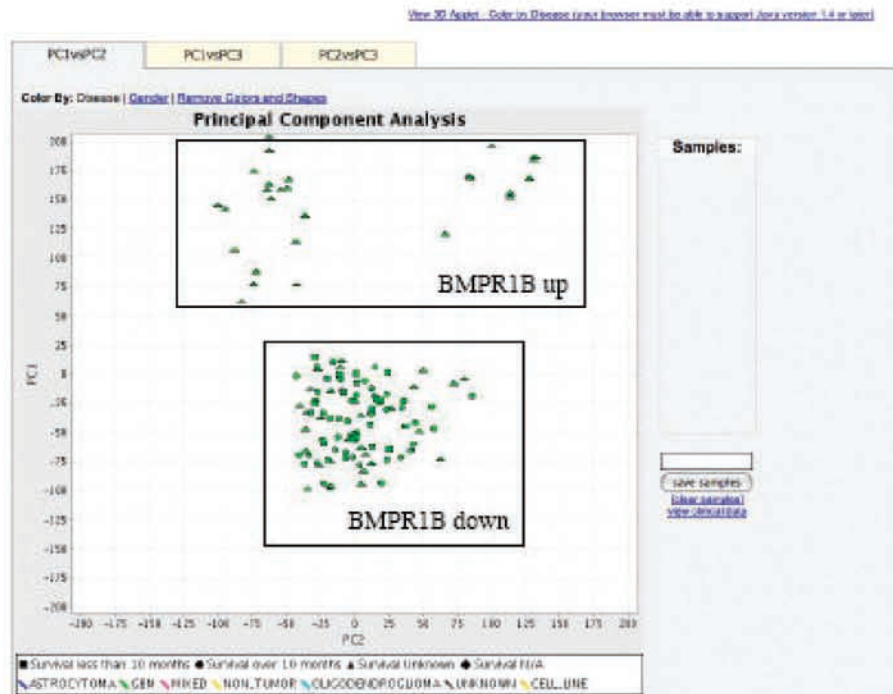 View 3D Applet - Color by Disease (your browser must be able to support Java version 1.4 or later)
PC1vsPC2 PC1vsPC3 PC2vsPC3
Color By: Disease | Gender | Remove Colors and Shapes
Principal Component Analysis
Samples:
200
175
150
125
100
75
50
25
0
-25
-50
-75
-100
-125
-150
-175
-200
PC1
BMPR1B up
BMPR1B down
save samples
[clear samples]
view clinical data
-150 -125 -100 -75 -50 -25 0 25 50 75 100 125 150 175 200
PC2
Survival less than 10 months Survival over 10 months Survival Unknown Survival N/A
ASTROCYTOMA GBM MIXED NON_TUMOR OLIGODENDROGLIOMA UNKNOWN CELL_LINE